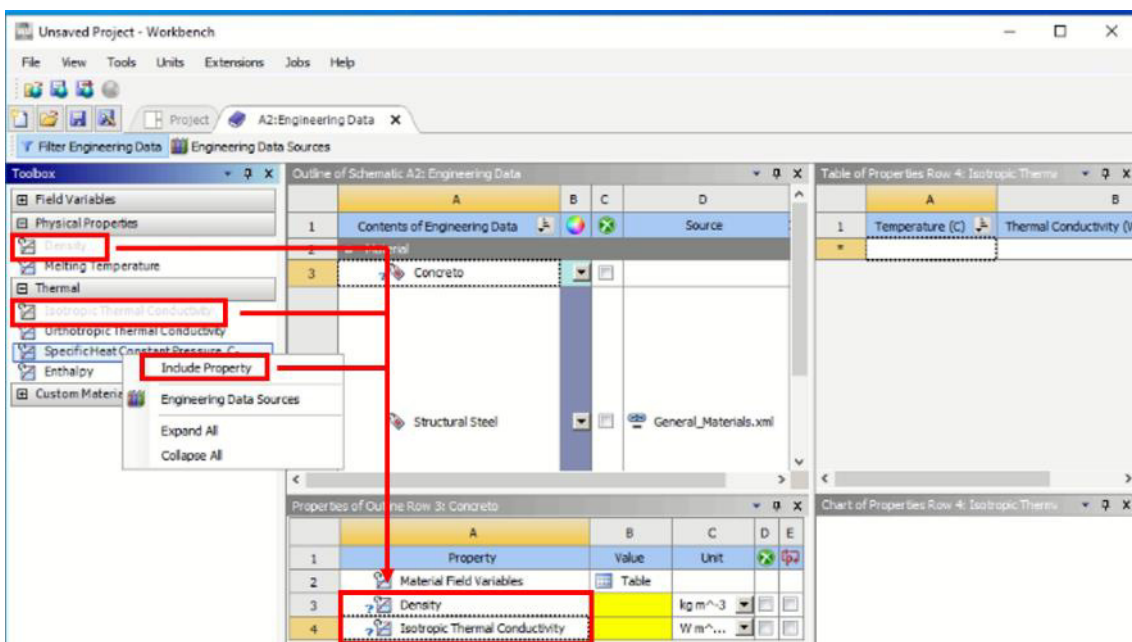 Unsaved Project - Workbench
File View Tools Units Extensions Jobs Help
Project A2:Engineering Data X
Filter Engineering Data Engineering Data Sources
Toolbox
Field Variables
Physical Properties
Density
Melting Temperature
Thermal
Isotropic Thermal Conductivity
Orthotropic Thermal Conductivity
Specific Heat Constant Pressure, C
Enthalpy
Custom Materia
Include Property
Engineering Data Sources
Expand All
Collapse All
Outline of Schematic A2: Engineering Data
A B C D
1 Contents of Engineering Data Source
2 Material
3 Concreto
Structural Steel General_Materials.xml
Table of Properties Row 4: Isotropic Therma
A B
1 Temperature (C) Thermal Conductivity (W
*
Properties of Outline Row 3: Concreto
A B C D E
1 Property Value Unit
2 Material Field Variables Table
3 Density kg m^-3
4 Isotropic Thermal Conductivity W m^...
Chart of Properties Row 4: Isotropic Therma